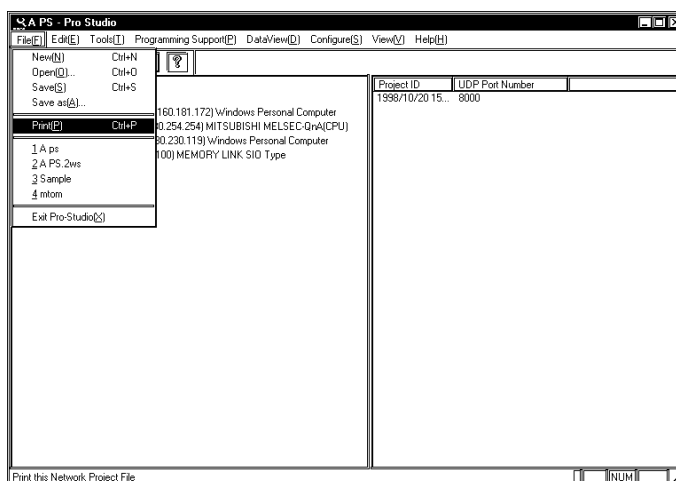 A PS - Pro Studio
File(F) Edit(E) Tools(T) Programming Support(P) DataView(D) Configure(S) View(V) Help(H)
New(N) Ctrl+N
Open(O)... Ctrl+O
Save(S) Ctrl+S
Save as(A)...
Print(P) Ctrl+P
1 A ps
2 A PS.2ws
3 Sample
4 mtom
Exit Pro-Studio(X)
160.181.172) Windows Personal Computer
0.254.254) MITSUBISHI MELSEC-QnA(CPU)
30.230.119) Windows Personal Computer
100) MEMORY LINK SIO Type
Project ID UDP Port Number
1998/10/20 15... 8000
Print this Network Project File
NUM